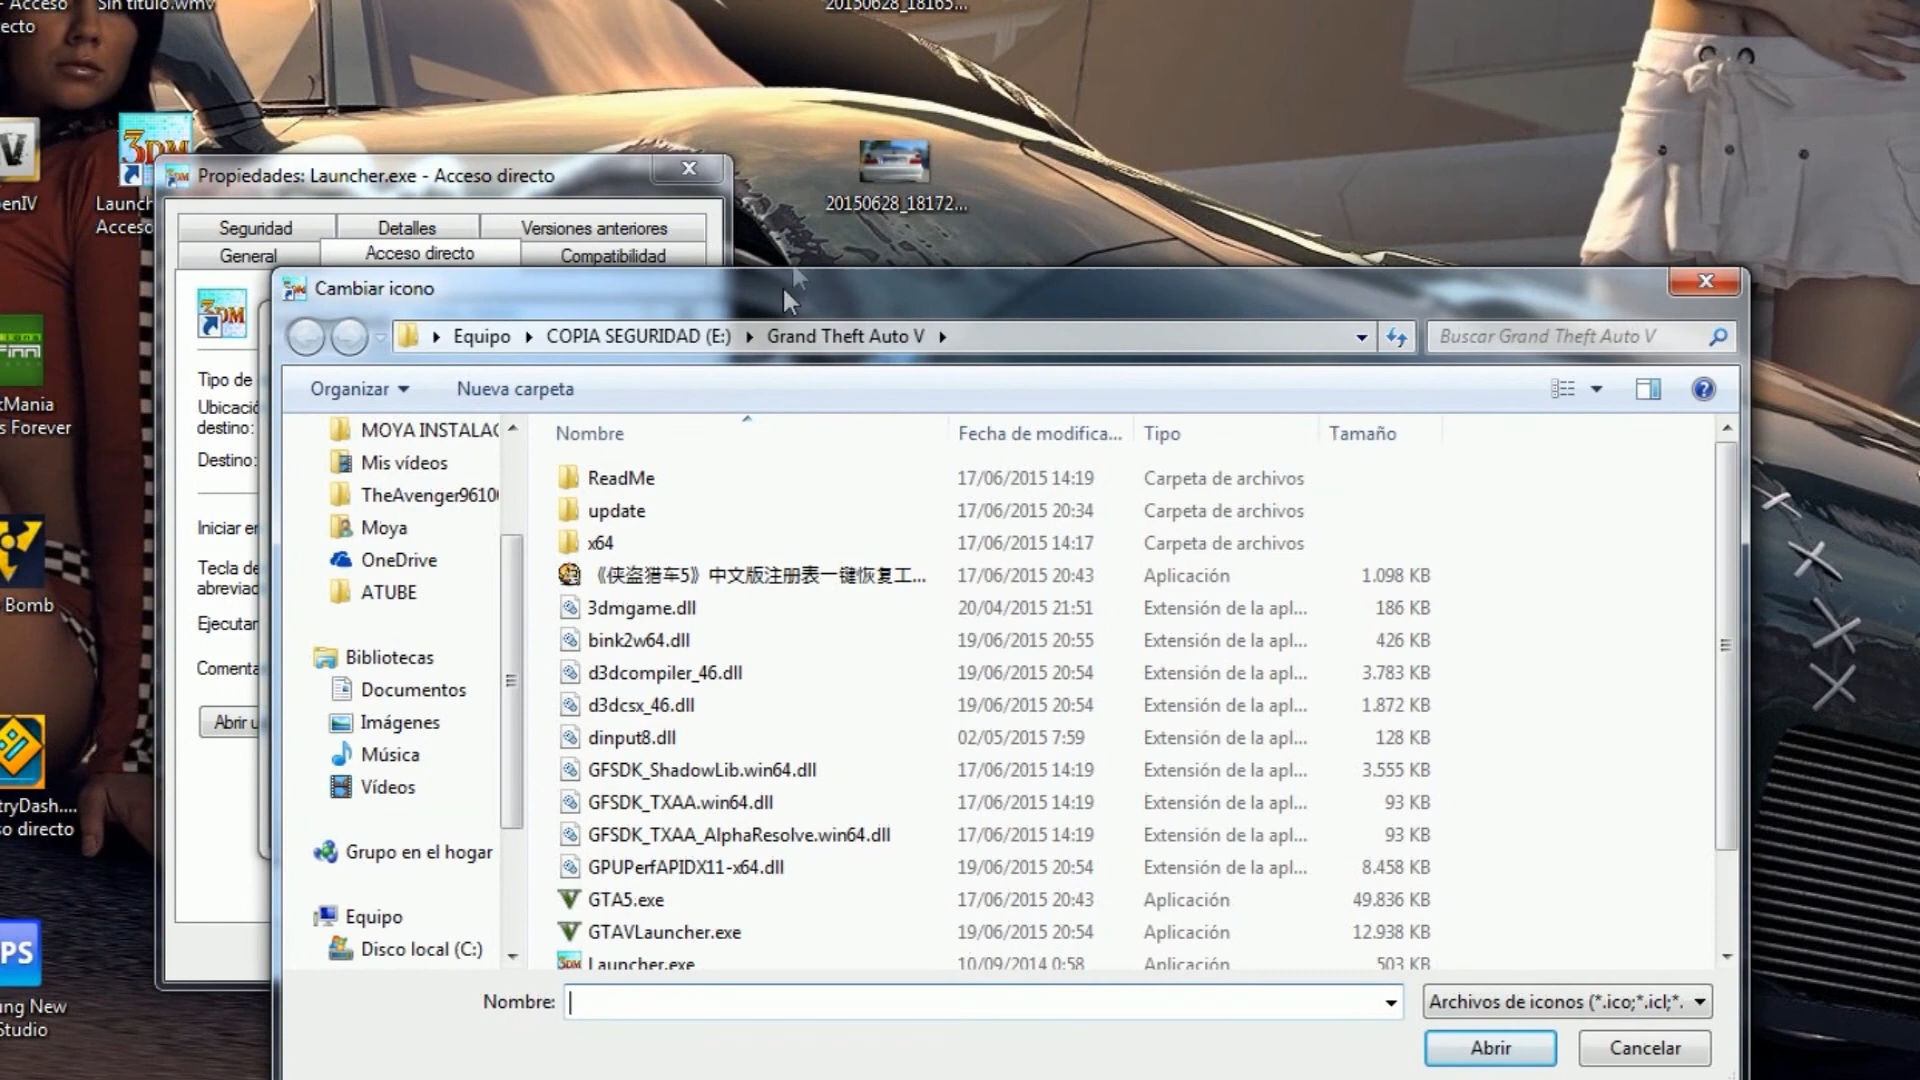 - Acceso
ecto
Sin título.wmv
20150628_18165...
3DM
enIV
Launch
Acceso
20150628_18172...
Propiedades: Launcher.exe - Acceso directo
Seguridad
Detalles
Versiones anteriores
General
Acceso directo
Compatibilidad
3DM
Tipo de
Ubicació
destino:
Destino:
Iniciar en
Tecla de
abreviac
Ejecutar
Comenta
Abrir u
kMania
s Forever
Bomb
tryDash....
so directo
PS
ung New
Studio
Cambiar icono
Equipo
COPIA SEGURIDAD (E:)
Grand Theft Auto V
Buscar Grand Theft Auto V
Organizar
Nueva carpeta
MOYA INSTALAC
Mis vídeos
TheAvenger9610
Moya
OneDrive
ATUBE
Bibliotecas
Documentos
Imágenes
Música
Vídeos
Grupo en el hogar
Equipo
Disco local (C:)
Nombre Fecha de modifica... Tipo Tamaño
ReadMe 17/06/2015 14:19 Carpeta de archivos
update 17/06/2015 20:34 Carpeta de archivos
x64 17/06/2015 14:17 Carpeta de archivos
《侠盗猎车5》中文版注册表一键恢复工... 17/06/2015 20:43 Aplicación 1.098 KB
3dmgame.dll 20/04/2015 21:51 Extensión de la apl... 186 KB
bink2w64.dll 19/06/2015 20:55 Extensión de la apl... 426 KB
d3dcompiler_46.dll 19/06/2015 20:54 Extensión de la apl... 3.783 KB
d3dcsx_46.dll 19/06/2015 20:54 Extensión de la apl... 1.872 KB
dinput8.dll 02/05/2015 7:59 Extensión de la apl... 128 KB
GFSDK_ShadowLib.win64.dll 17/06/2015 14:19 Extensión de la apl... 3.555 KB
GFSDK_TXAA.win64.dll 17/06/2015 14:19 Extensión de la apl... 93 KB
GFSDK_TXAA_AlphaResolve.win64.dll 17/06/2015 14:19 Extensión de la apl... 93 KB
GPUPerfAPIDX11-x64.dll 19/06/2015 20:54 Extensión de la apl... 8.458 KB
GTA5.exe 17/06/2015 20:43 Aplicación 49.836 KB
GTAVLauncher.exe 19/06/2015 20:54 Aplicación 12.938 KB
Launcher.exe 10/09/2014 0:58 Aplicación 503 KB
Nombre:
Archivos de iconos (*.ico;*.icl;*.
Abrir
Cancelar